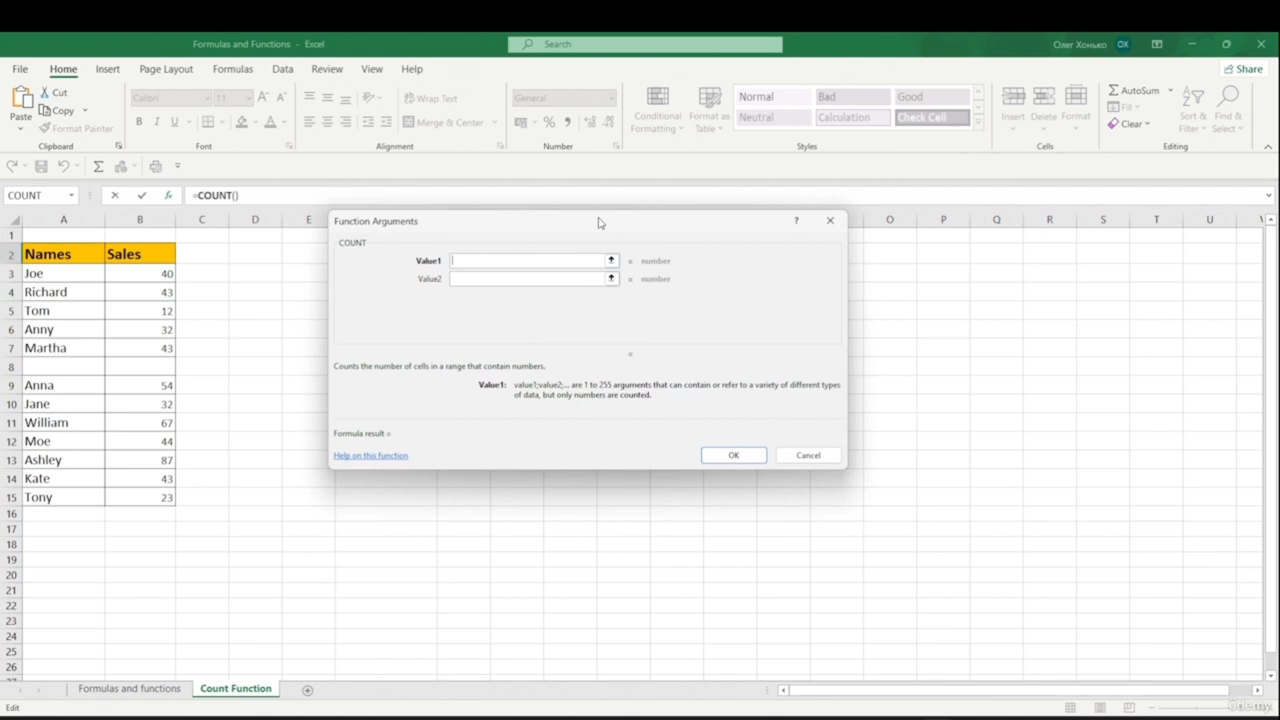 Formulas and Functions - Excel
Search
Олег Хонько OX
File Home Insert Page Layout Formulas Data Review View Help
Share
Paste
Cut
Copy
Format Painter
Clipboard
Calibri 11
B I U
Font
Wrap Text
Merge & Center
Alignment
General
%
Number
Conditional Formatting
Format as Table
Normal Bad Good
Neutral Calculation Check Cell
Styles
Insert Delete Format
Cells
AutoSum
Fill
Clear
Sort & Filter
Find & Select
Editing
COUNT
fx
=COUNT()
A B C D E O P Q R S T U
1
2 Names Sales
3 Joe 40
4 Richard 43
5 Tom 12
6 Anny 32
7 Martha 43
8
9 Anna 54
10 Jane 32
11 William 67
12 Moe 44
13 Ashley 87
14 Kate 43
15 Tony 23
16
17
18
19
20
21
22
23
24
25
26
Function Arguments
?
COUNT
Value1 = number
Value2 = number
=
Counts the number of cells in a range that contain numbers.
Value1: value1;value2;... are 1 to 255 arguments that can contain or refer to a variety of different types
of data, but only numbers are counted.
Formula result =
Help on this function
OK Cancel
Formulas and functions Count Function
Edit
ûdemy